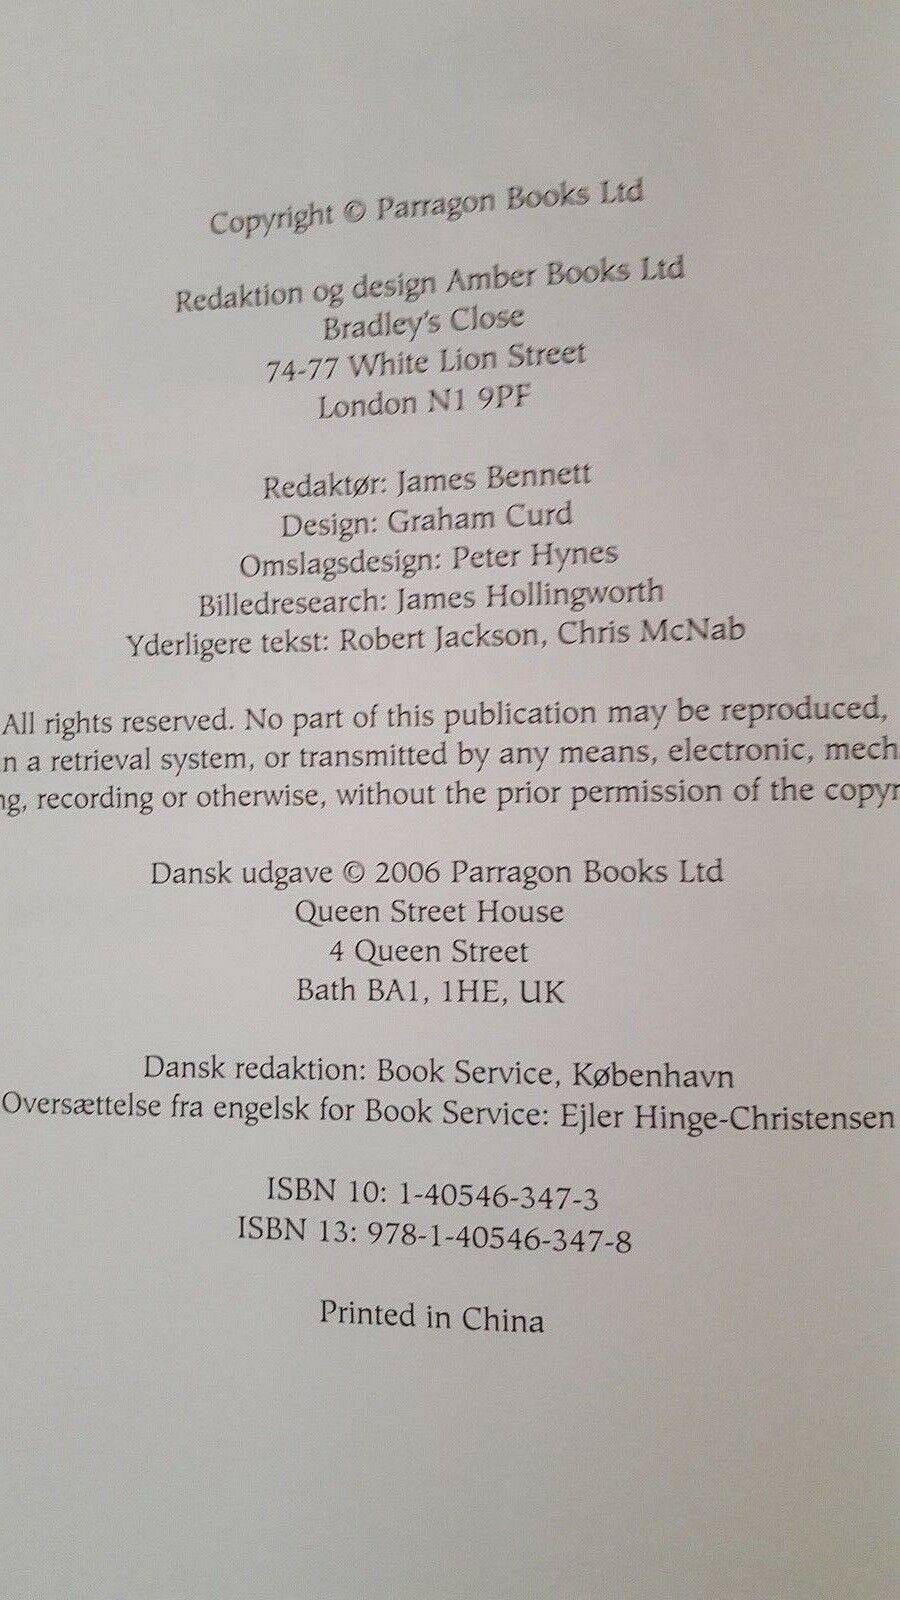 Copyright © Parragon Books Ltd
Redaktion og design Amber Books Ltd
Bradley's Close
74-77 White Lion Street
London N1 9PF
Redaktør: James Bennett
Design: Graham Curd
Omslagsdesign: Peter Hynes
Billedresearch: James Hollingworth
Yderligere tekst: Robert Jackson, Chris McNab
All rights reserved. No part of this publication may be reproduced,
n a retrieval system, or transmitted by any means, electronic, mech
ng, recording or otherwise, without the prior permission of the copyr
Dansk udgave © 2006 Parragon Books Ltd
Queen Street House
4 Queen Street
Bath BA1, 1HE, UK
Dansk redaktion: Book Service, København
Oversættelse fra engelsk for Book Service: Ejler Hinge-Christensen
ISBN 10: 1-40546-347-3
ISBN 13: 978-1-40546-347-8
Printed in China